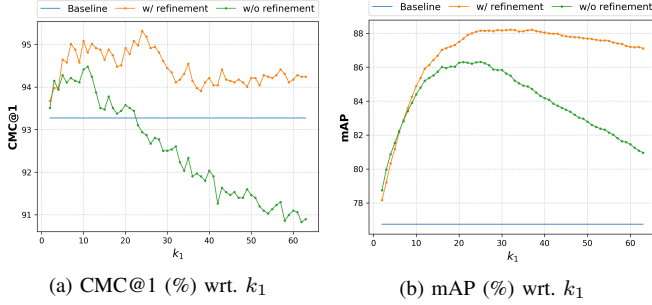 Baseline w/ refinement w/o refinement
95
94
93
92
91
CMC@1
0 10 20 30 40 50 60
k1
(a) CMC@1 (%) wrt. k1
Baseline w/ refinement w/o refinement
88
86
84
82
80
78
mAP
0 10 20 30 40 50 60
k1
(b) mAP (%) wrt. k1